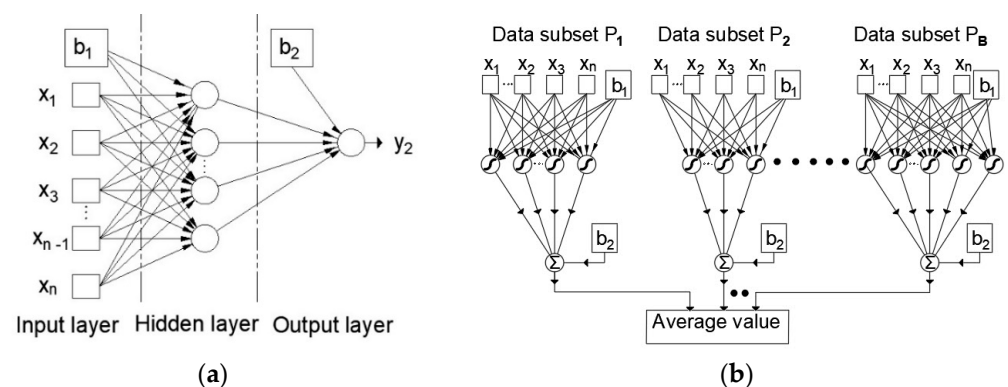 b1
b2
x1
x2
x3
xn-1
xn
y2
Input layer Hidden layer Output layer
(a)
Data subset P1 Data subset P2 Data subset PB
x1 x2 x3 xn x1 x2 x3 xn x1 x2 x3 xn
b1 b1 b1
b2 b2 b2
Σ Σ Σ
Average value
(b)